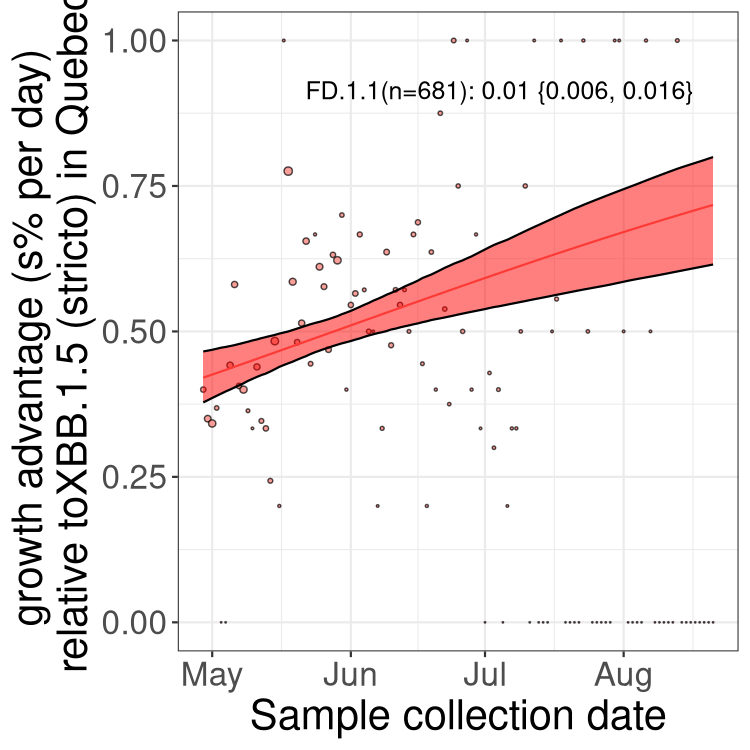 growth advantage (s% per day)
relative toXBB.1.5 (stricto) in Quebec
1.00
0.75
0.50
0.25
0.00
FD.1.1(n=681): 0.01 {0.006, 0.016}
May Jun Jul Aug
Sample collection date